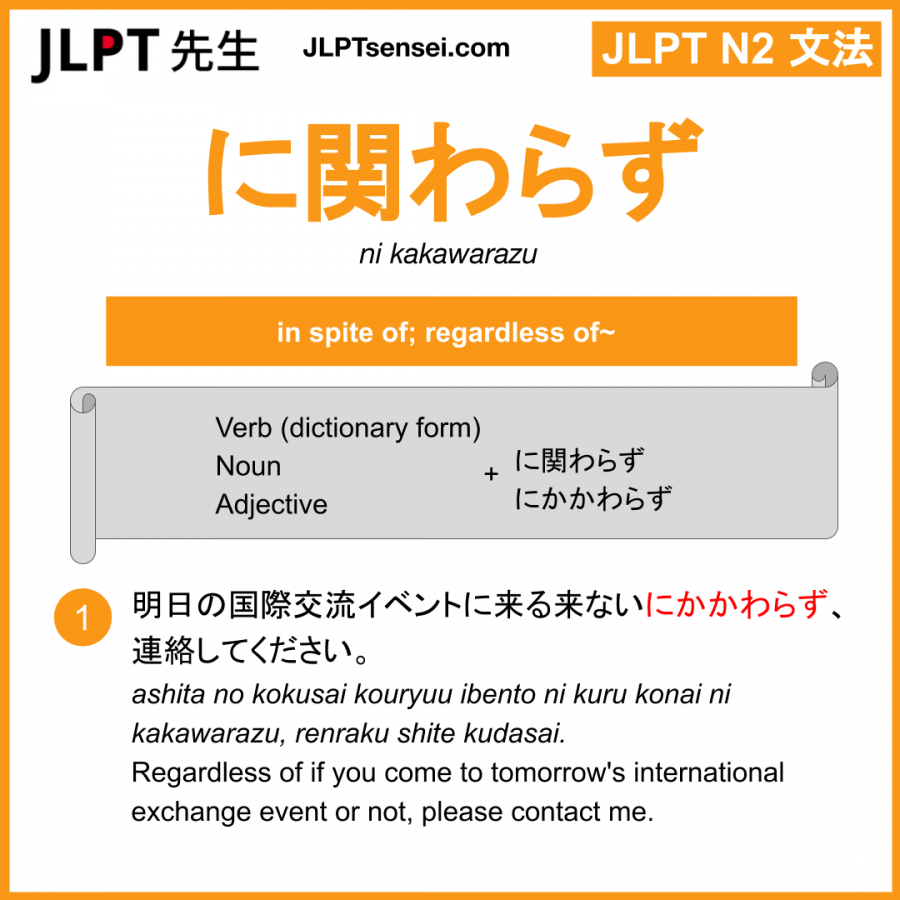 JLPT 先生
JLPTsensei.com
JLPT N2 文法
に関わらず
ni kakawarazu
in spite of; regardless of~
Verb (dictionary form)
Noun
Adjective
+
に関わらず
にかかわらず
1
明日の国際交流イベントに来る来ないにかかわらず、
連絡してください。
ashita no kokusai kouryuu ibento ni kuru konai ni
kakawarazu, renraku shite kudasai.
Regardless of if you come to tomorrow's international
exchange event or not, please contact me.